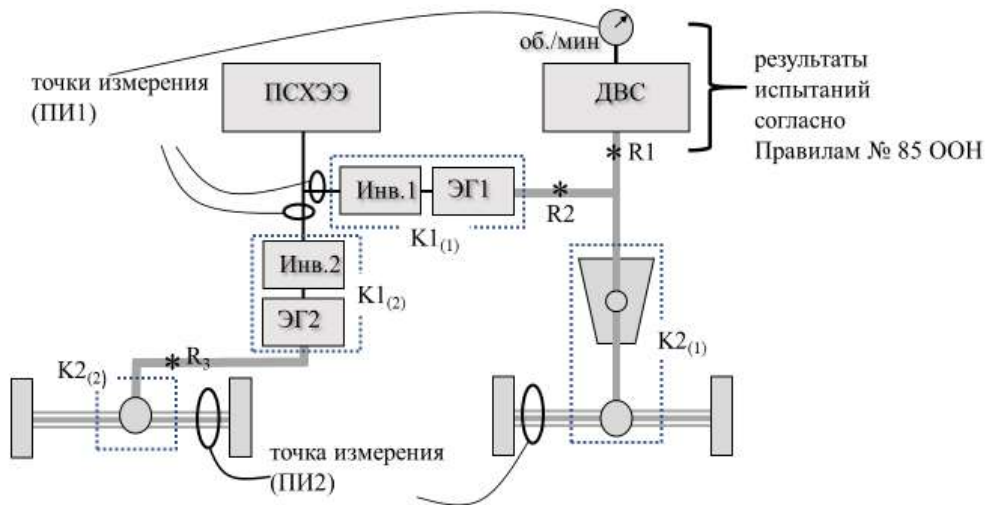 об./мин
точки измерения
(ПИ1)
ПСХЭЭ
ДВС
результаты
испытаний
согласно
Правилам № 85 ООН
R1
Инв.1
ЭГ1
R2
K1(1)
Инв.2
K1(2)
ЭГ2
R3
K2(1)
K2(2)
точка измерения
(ПИ2)